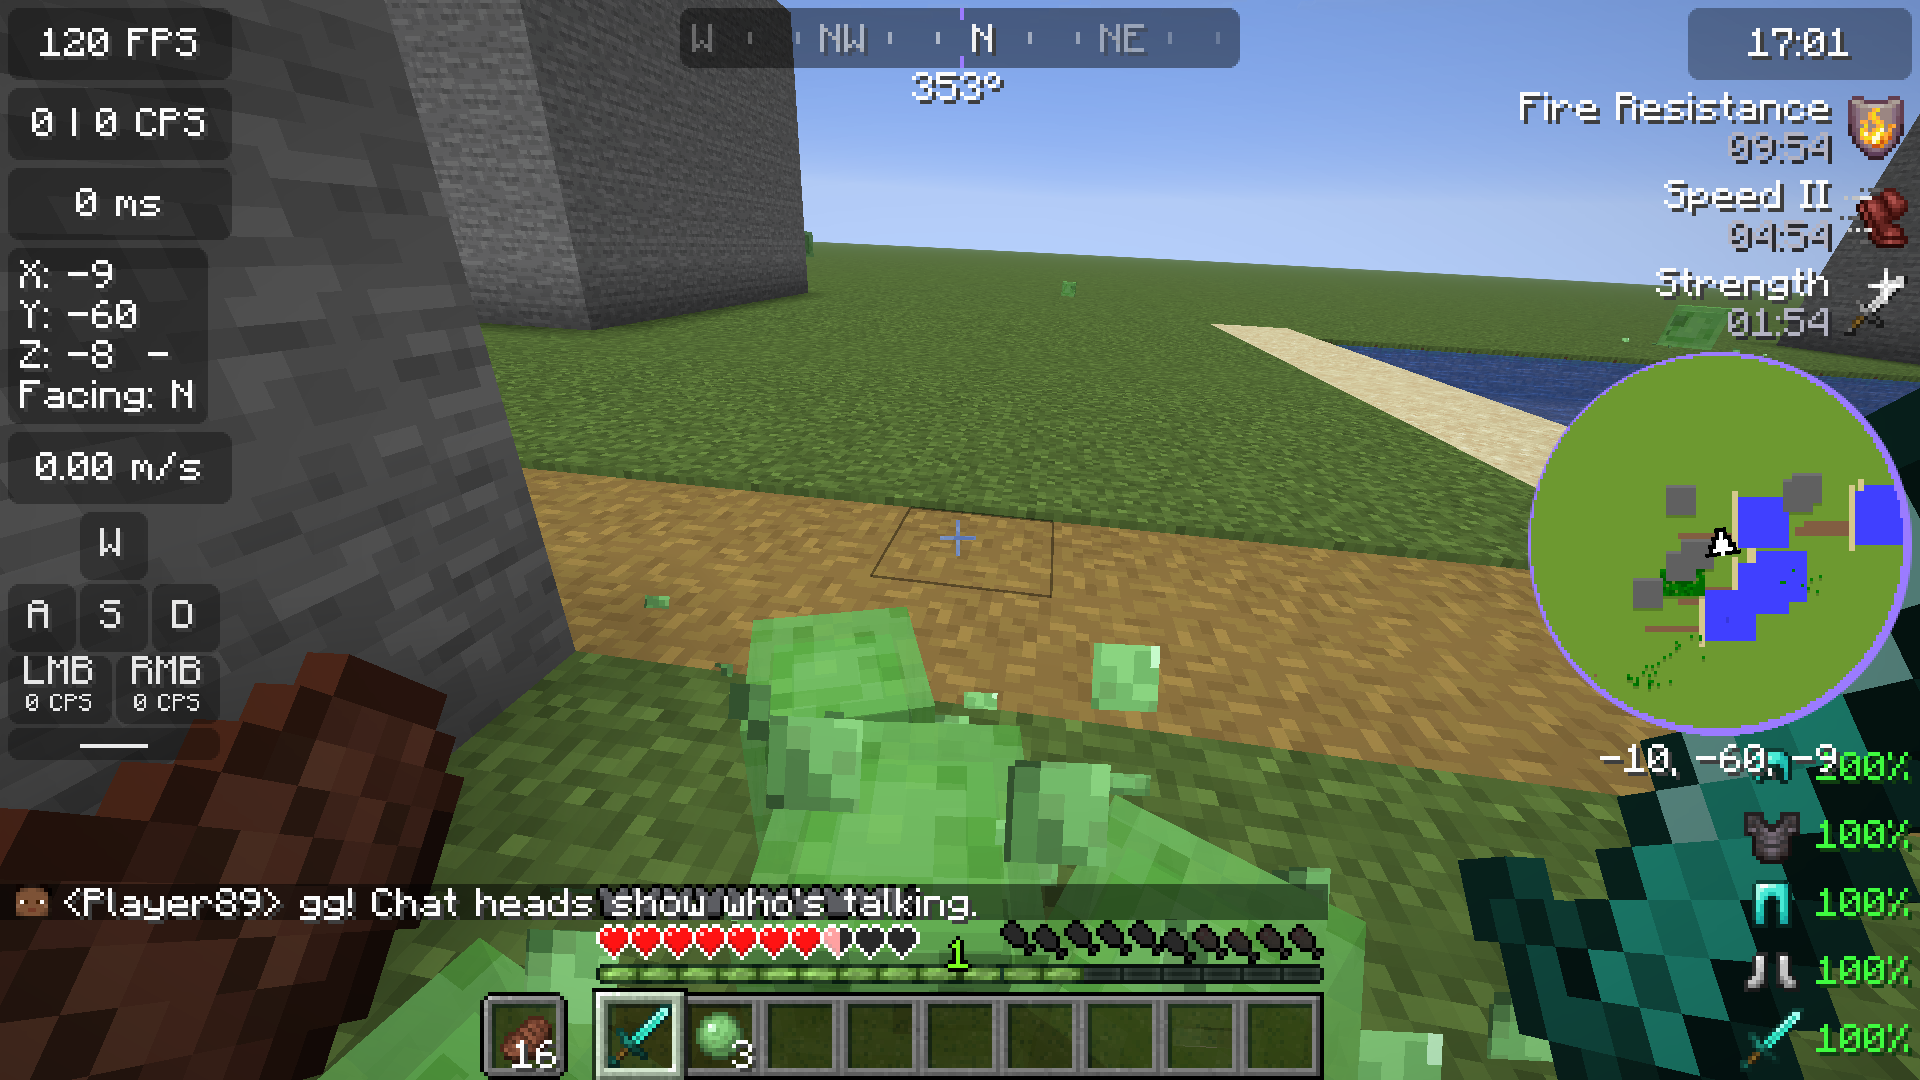 120 FPS
0 | 0 CPS
0 ms
X: -9
Y: -60
Z: -8 -
Facing: N
0.00 m/s
W
A S D
LMB RMB
0 CPS 0 CPS
W NW N NE
353°
17:01
Fire Resistance
09:54
Speed II
04:54
Strength
01:54
-10, -60, -9
100%
100%
100%
100%
100%
<Player89> gg! Chat heads show who's talking.
1
16
3